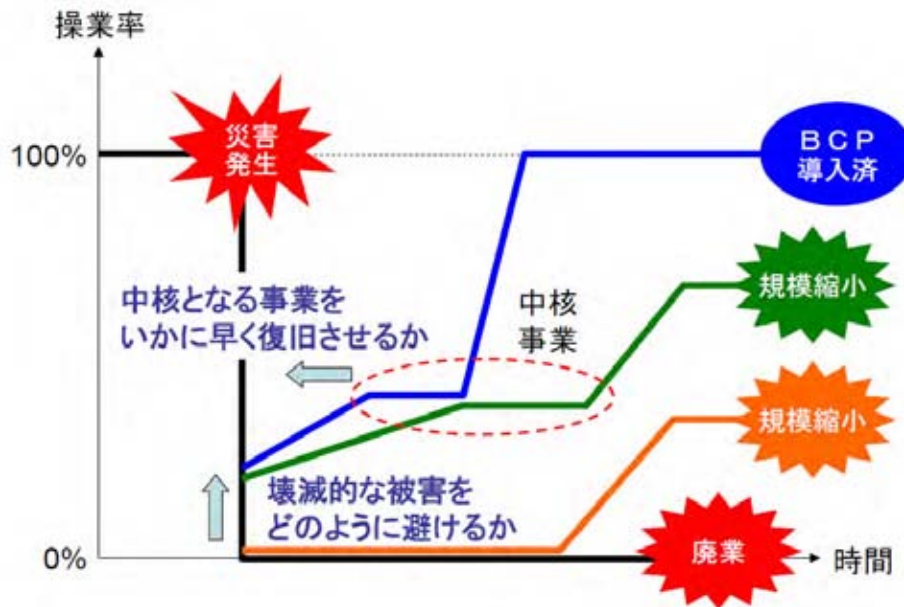 操業率
100%
災害
発生
BCP
導入済
中核となる事業を
いかに早く復旧させるか
中核
事業
規模縮小
規模縮小
壊滅的な被害を
どのように避けるか
0%
廃業
時間